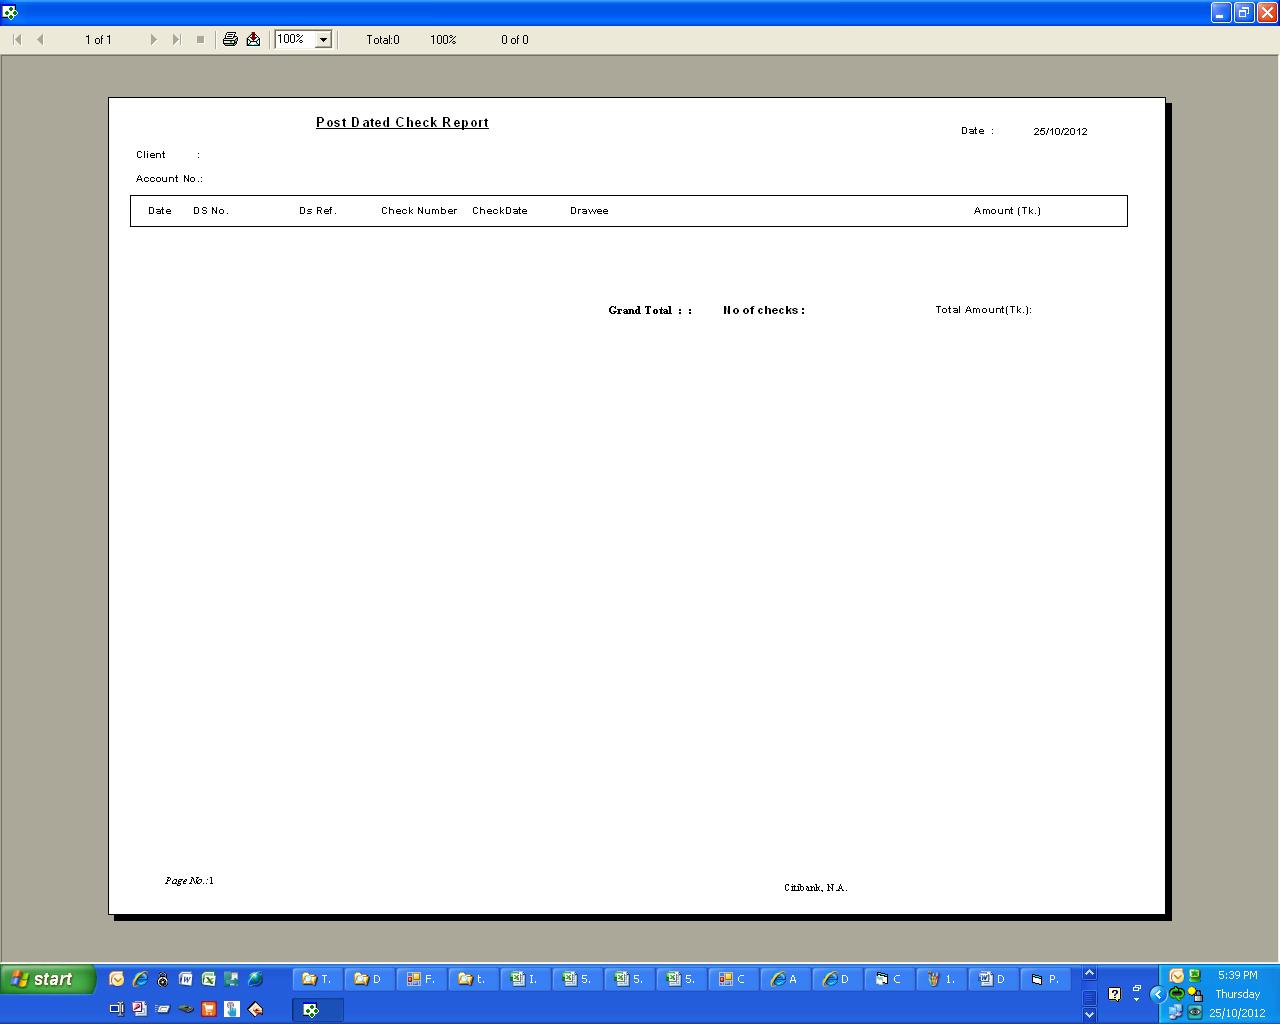 1 of 1 100% Total:0 100% 0 of 0
Post Dated Check Report
Date : 25/10/2012
Client :
Account No.:
Date DS No. Ds Ref. Check Number CheckDate Drawee Amount (Tk.)
Grand Total : : No of checks : Total Amount(Tk.):
Page No.:1
Citibank, N.A.
start T. D F. t. I. 5. 5. 5. C A D C 1. D P. 5:39 PM
Thursday
25/10/2012